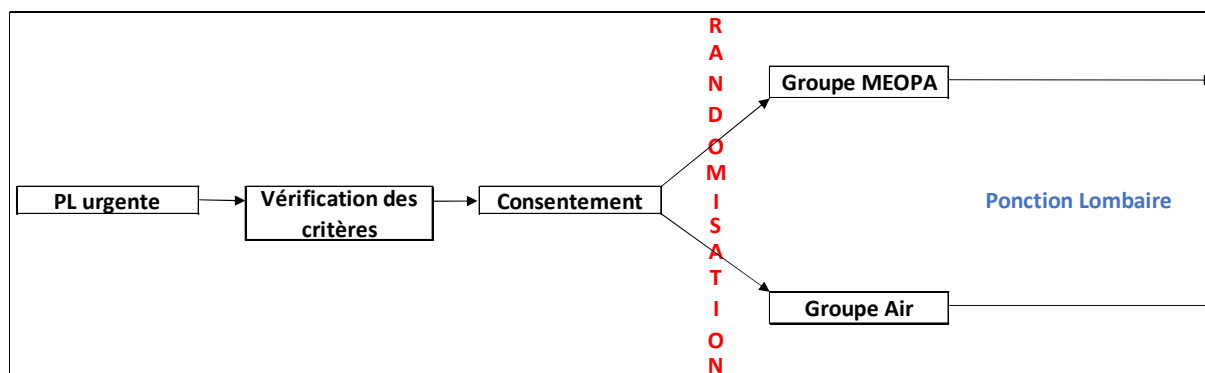 PL urgente
Vérification des
critères
Consentement
R
A
N
D
O
M
I
S
A
T
I
O
N
Groupe MEOPA
Ponction Lombaire
Groupe Air